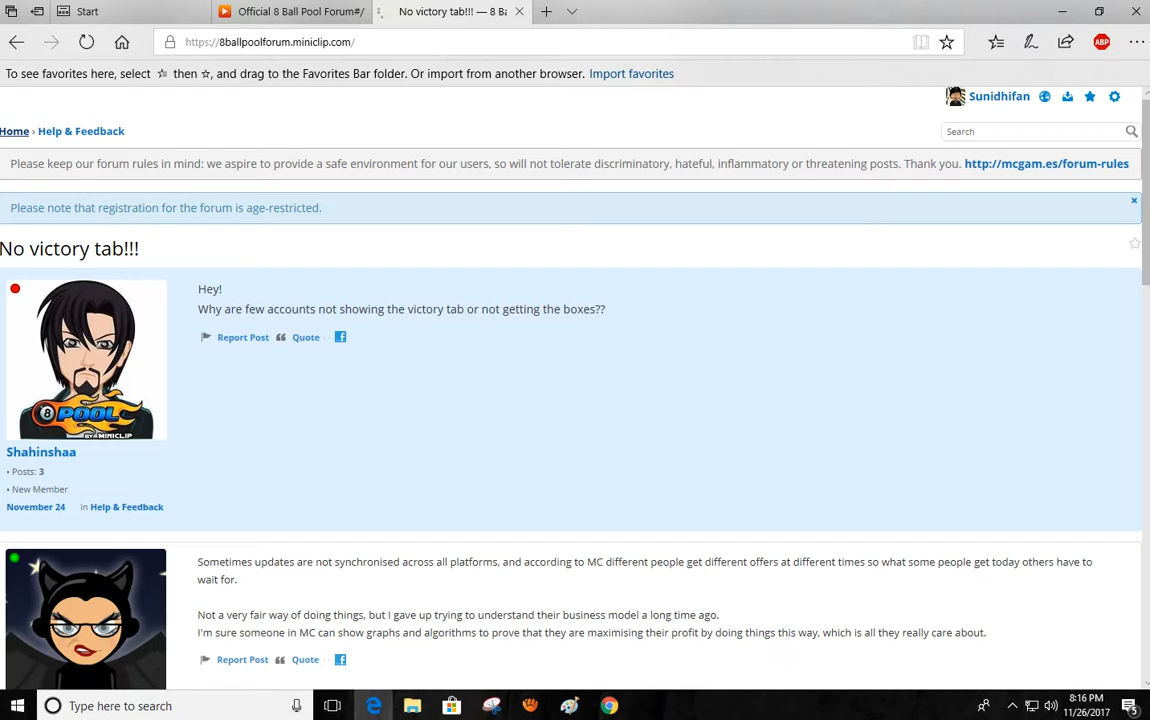 Start
Official 8 Ball Pool Forum#/
No victory tab!!! — 8 Ba
https://8ballpoolforum.miniclip.com/
ABP
To see favorites here, select ☆ then ☆, and drag to the Favorites Bar folder. Or import from another browser. Import favorites
Sunidhifan
Home › Help & Feedback
Search
Please keep our forum rules in mind: we aspire to provide a safe environment for our users, so will not tolerate discriminatory, hateful, inflammatory or threatening posts. Thank you. http://mcgam.es/forum-rules
Please note that registration for the forum is age-restricted.
No victory tab!!!
Hey!
Why are few accounts not showing the victory tab or not getting the boxes??
Report Post Quote
8 POOL
BY MINICLIP
Shahinshaa
• Posts: 3
• New Member
November 24 in Help & Feedback
Sometimes updates are not synchronised across all platforms, and according to MC different people get different offers at different times so what some people get today others have to
wait for.
Not a very fair way of doing things, but I gave up trying to understand their business model a long time ago.
I'm sure someone in MC can show graphs and algorithms to prove that they are maximising their profit by doing things this way, which is all they really care about.
Report Post Quote
Type here to search
8:16 PM
11/26/2017
5